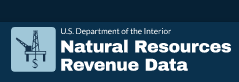 U.S. Department of the Interior
Natural Resources
Revenue Data